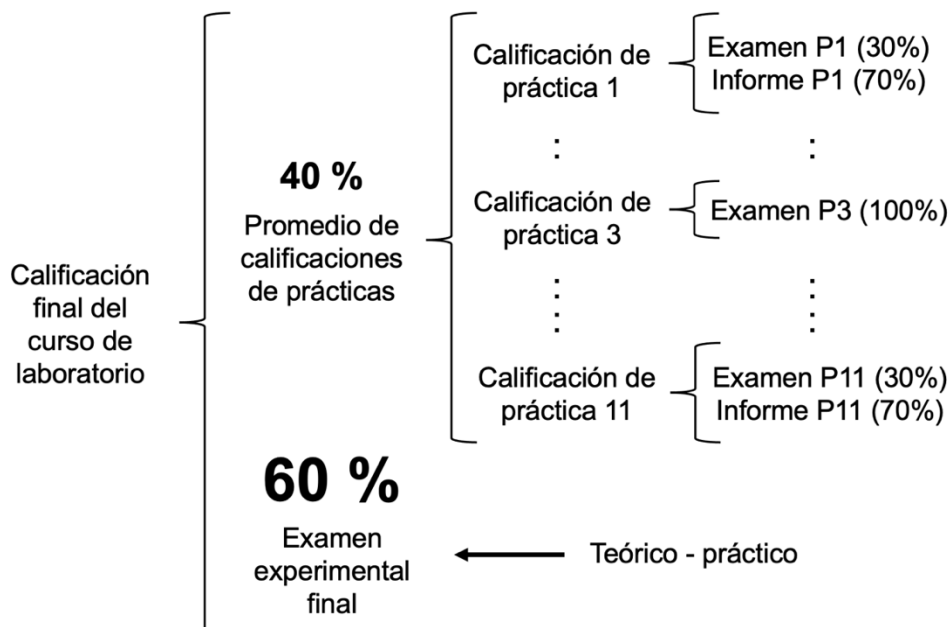 Calificación
final del
curso de
laboratorio
40 %
Promedio de
calificaciones
de prácticas
Calificación de
práctica 1
Examen P1 (30%)
Informe P1 (70%)
Calificación de
práctica 3
Examen P3 (100%)
Calificación de
práctica 11
Examen P11 (30%)
Informe P11 (70%)
60 %
Examen
experimental
final
Teórico - práctico